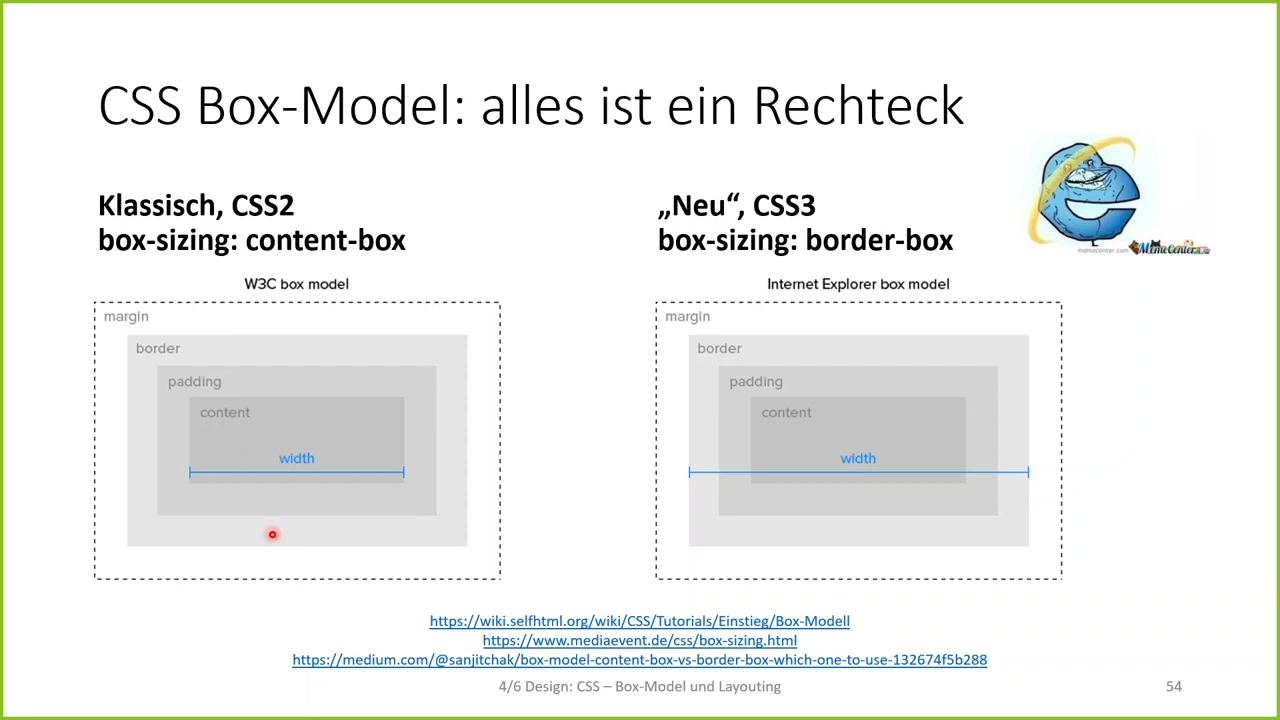 CSS Box-Model: alles ist ein Rechteck
Klassisch, CSS2
box-sizing: content-box
W3C box model
margin
border
padding
content
width
„Neu“, CSS3
box-sizing: border-box
memecenter.com MemeCenter
Internet Explorer box model
margin
border
padding
content
width
https://wiki.selfhtml.org/wiki/CSS/Tutorials/Einstieg/Box-Modell
https://www.mediaevent.de/css/box-sizing.html
https://medium.com/@sanjitchak/box-model-content-box-vs-border-box-which-one-to-use-132674f5b288
4/6 Design: CSS – Box-Model und Layouting
54